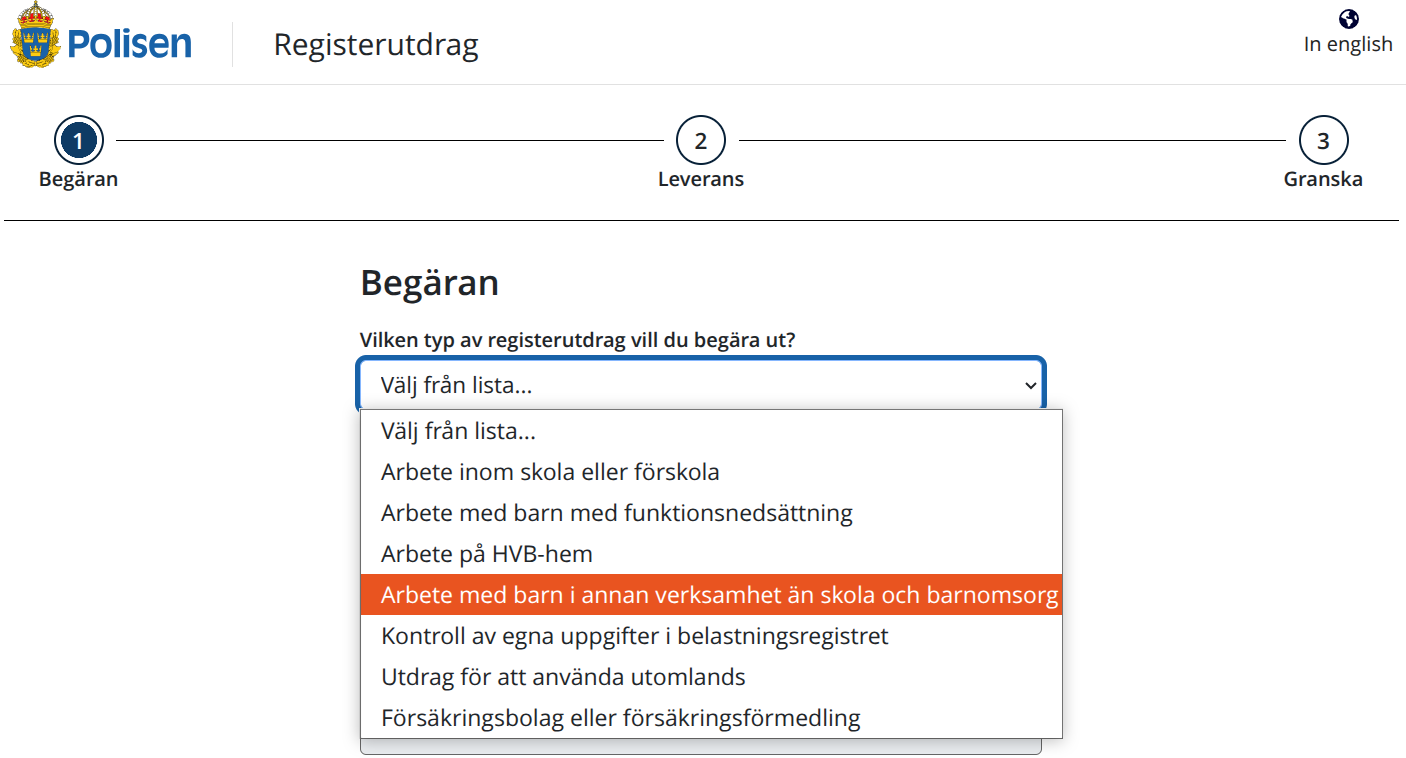 Polisen
Registerutdrag
In english
1
2
3
Begäran
Leverans
Granska
Begäran
Vilken typ av registerutdrag vill du begära ut?
Välj från lista...
Välj från lista...
Arbete inom skola eller förskola
Arbete med barn med funktionsnedsättning
Arbete på HVB-hem
Arbete med barn i annan verksamhet än skola och barnomsorg
Kontroll av egna uppgifter i belastningsregistret
Utdrag för att använda utomlands
Försäkringsbolag eller försäkringsförmedling